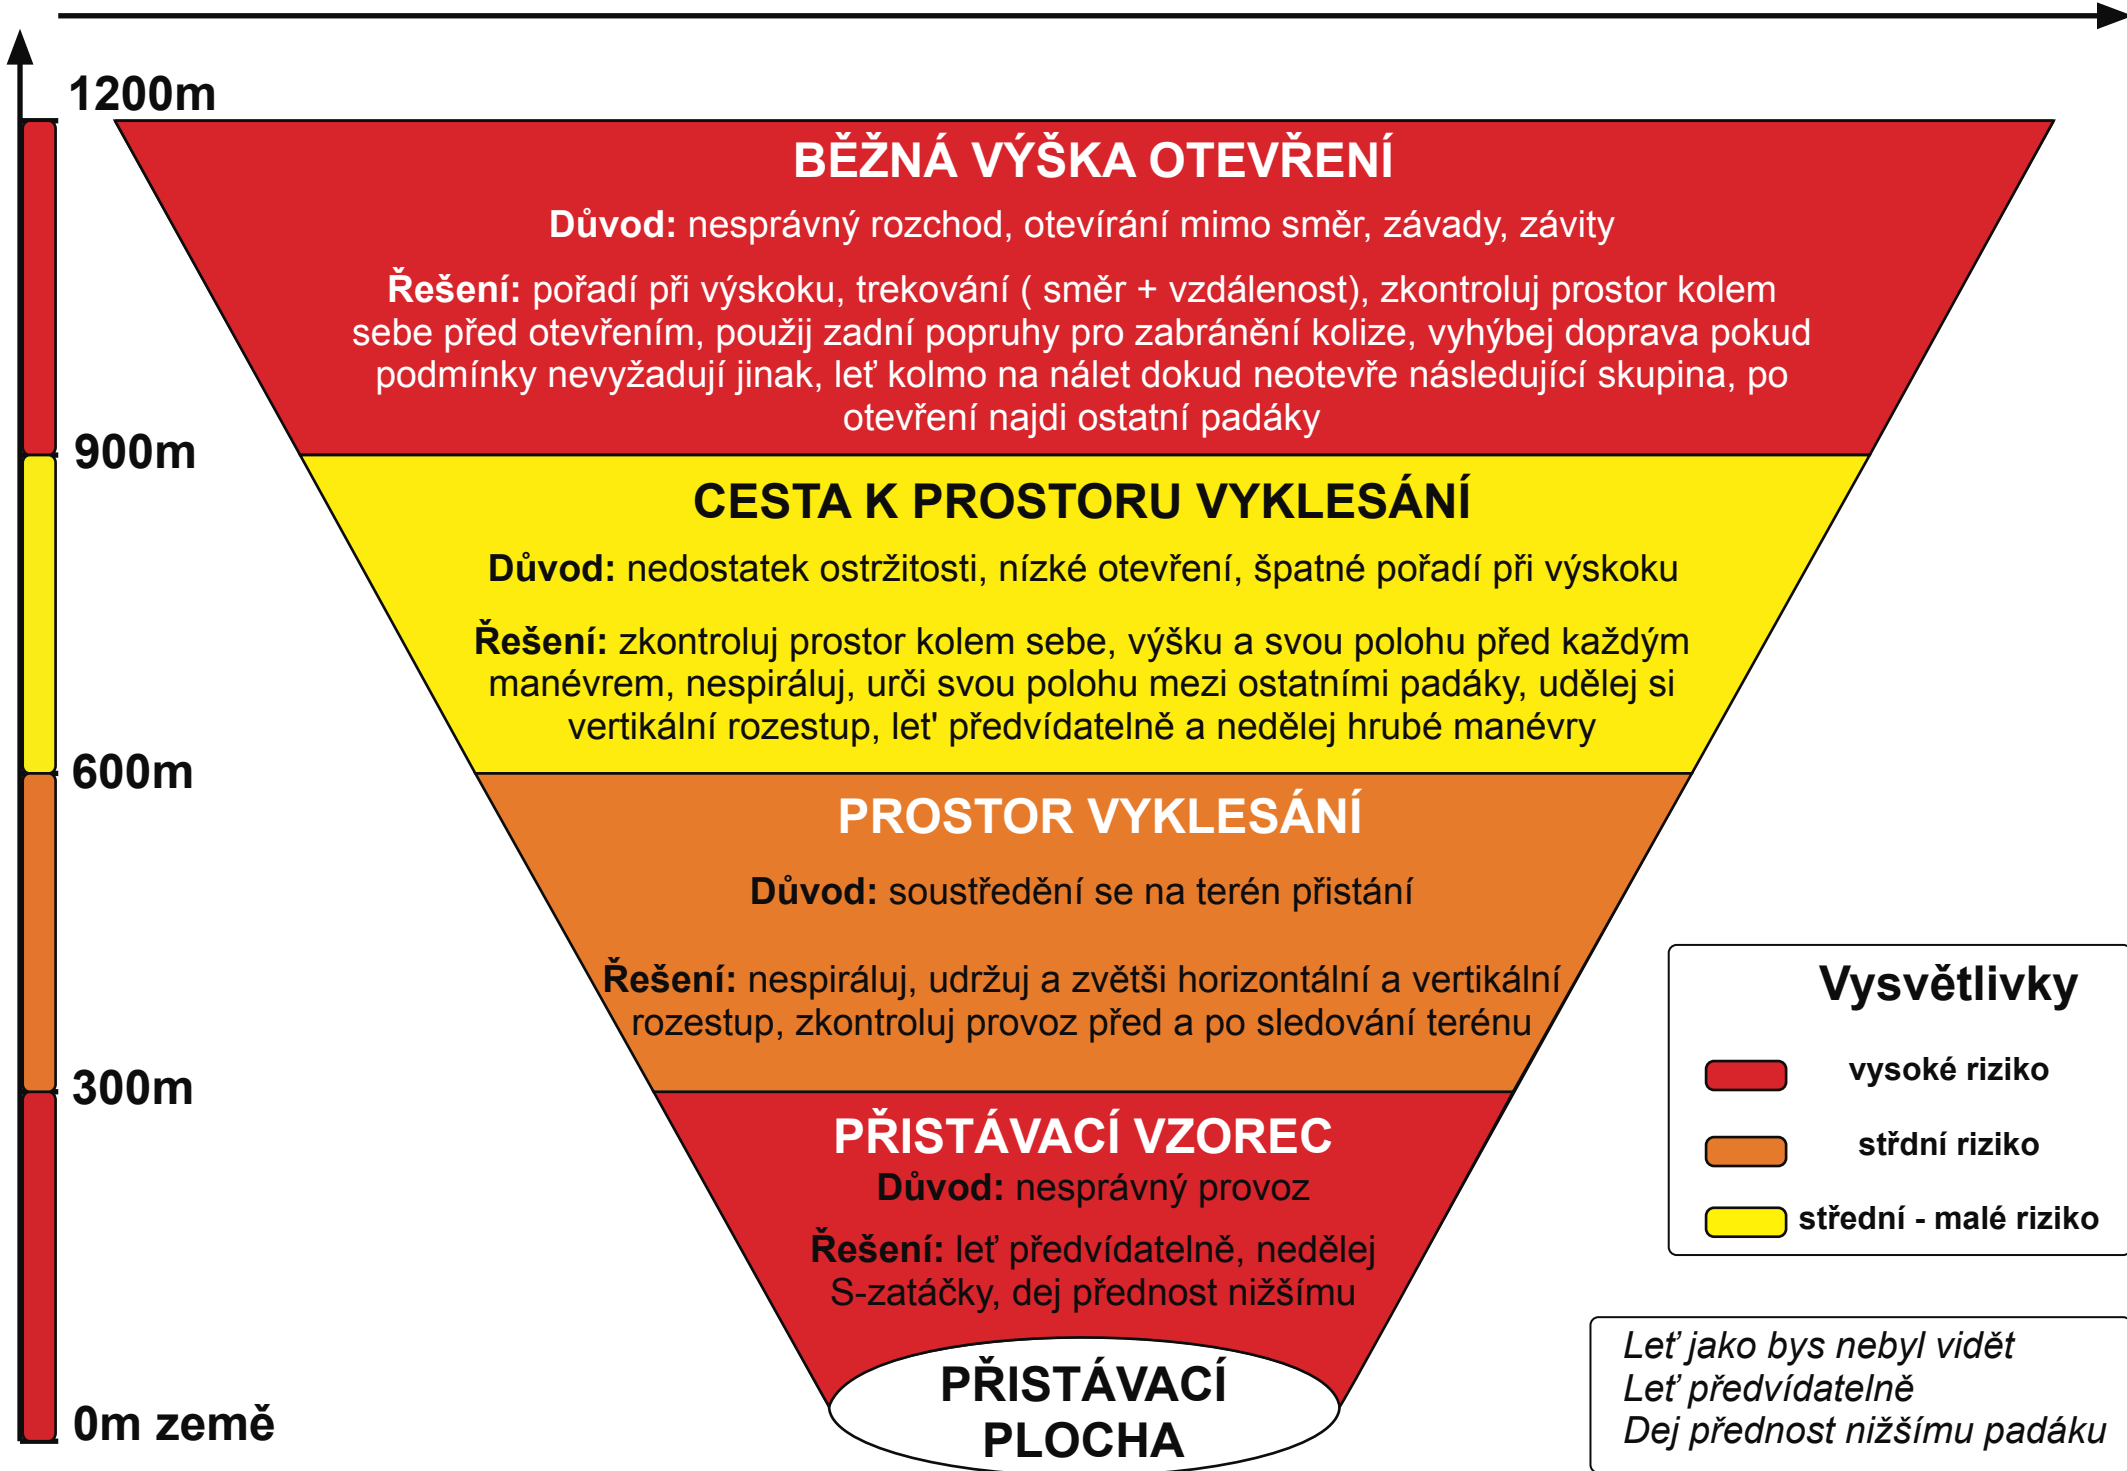 1200m
BĚŽNÁ VÝŠKA OTEVŘENÍ
Důvod: nesprávný rozchod, otevírání mimo směr, závady, závity
Řešení: pořadí při výskoku, trekování ( směr + vzdálenost), zkontroluj prostor kolem
sebe před otevřením, použij zadní popruhy pro zabránění kolize, vyhýbej doprava pokud
podmínky nevyžadují jinak, leť kolmo na nálet dokud neotevře následující skupina, po
otevření najdi ostatní padáky
900m
CESTA K PROSTORU VYKLESÁNÍ
Důvod: nedostatek ostržitosti, nízké otevření, špatné pořadí při výskoku
Řešení: zkontroluj prostor kolem sebe, výšku a svou polohu před každým
manévrem, nespiráluj, urči svou polohu mezi ostatními padáky, udělej si
vertikální rozestup, let' předvídatelně a nedělej hrubé manévry
600m
PROSTOR VYKLESÁNÍ
Důvod: soustředění se na terén přistání
Řešení: nespiráluj, udržuj a zvětši horizontální a vertikální
rozestup, zkontroluj provoz před a po sledování terénu
300m
PŘISTÁVACÍ VZOREC
Důvod: nesprávný provoz
Řešení: leť předvídatelně, nedělej
S-zatáčky, dej přednost nižšímu
PŘISTÁVACÍ
PLOCHA
0m země
Vysvětlivky
vysoké riziko
střdní riziko
střední - malé riziko
Leť jako bys nebyl vidět
Leť předvídatelně
Dej přednost nižšímu padáku